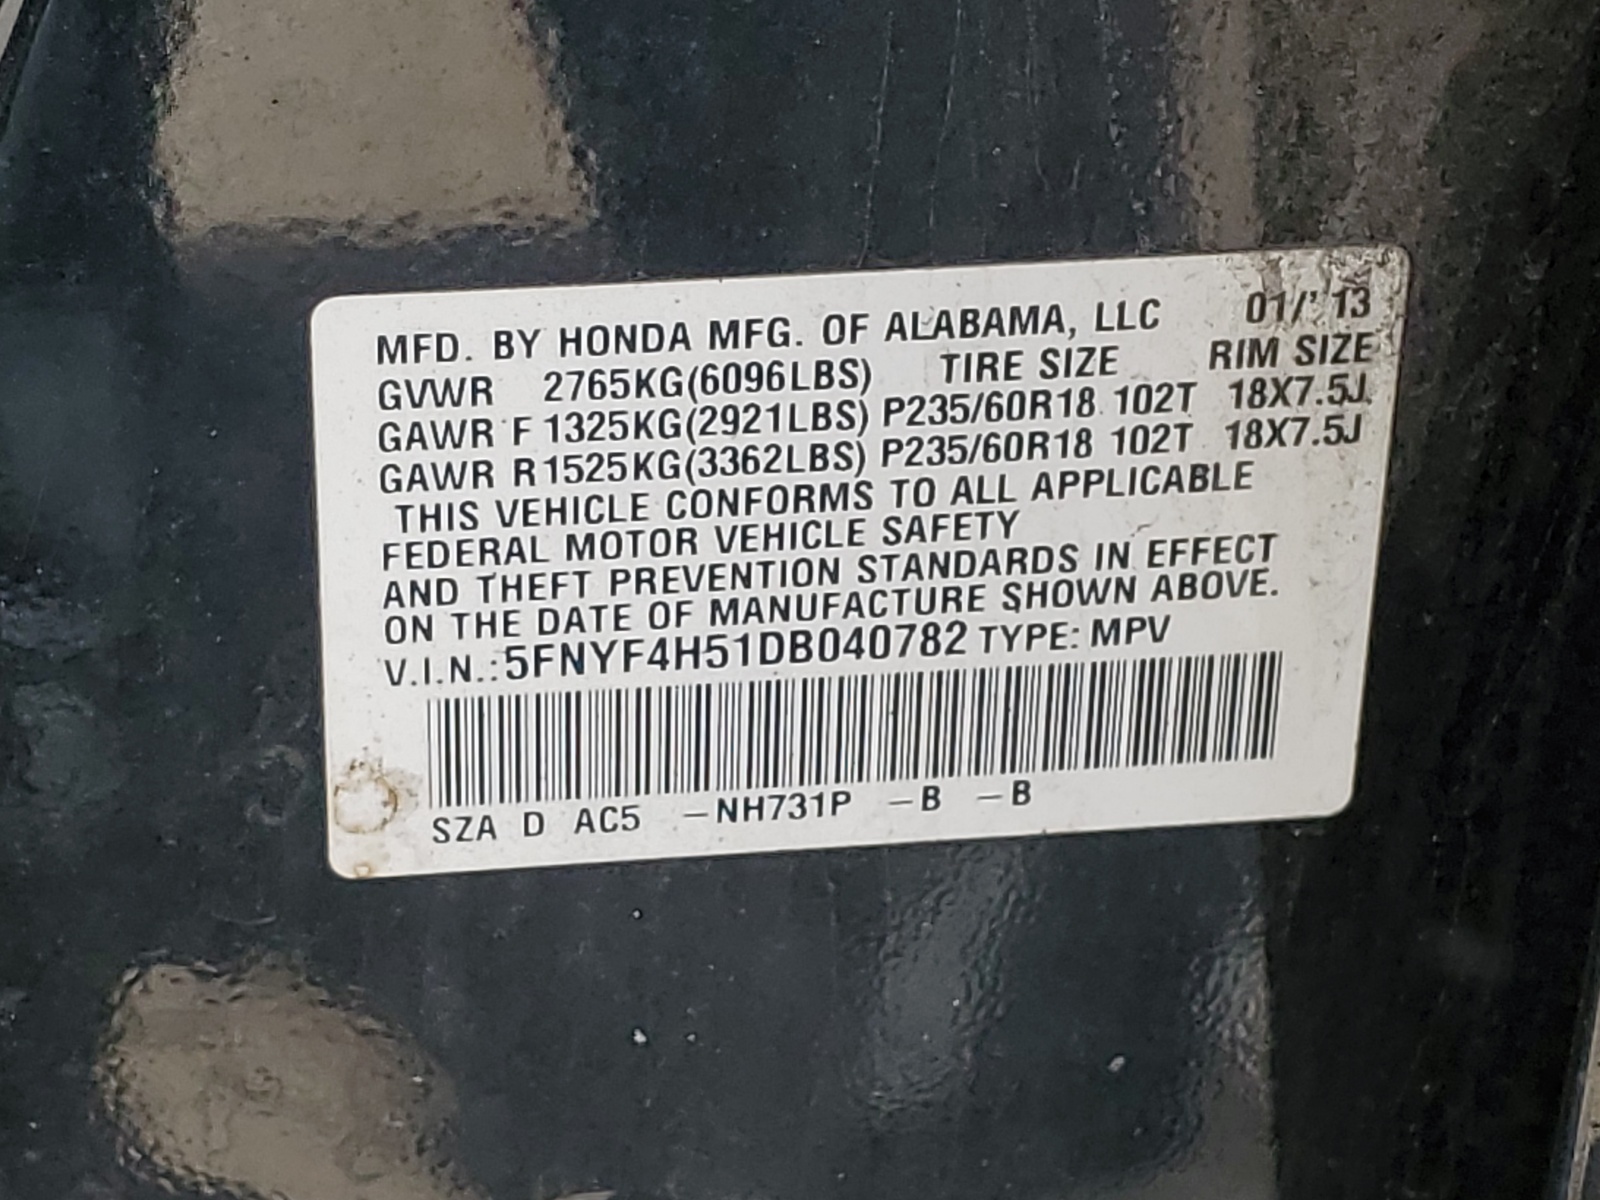 MFD. BY HONDA MFG. OF ALABAMA, LLC 01/'13
GVWR 2765KG(6096LBS) TIRE SIZE RIM SIZE
GAWR F 1325KG(2921LBS) P235/60R18 102T 18X7.5J
GAWR R 1525KG(3362LBS) P235/60R18 102T 18X7.5J
THIS VEHICLE CONFORMS TO ALL APPLICABLE
FEDERAL MOTOR VEHICLE SAFETY
AND THEFT PREVENTION STANDARDS IN EFFECT
ON THE DATE OF MANUFACTURE SHOWN ABOVE.
V.I.N.: 5FNYF4H51DB040782 TYPE: MPV
SZA D AC5 -NH731P -B -B